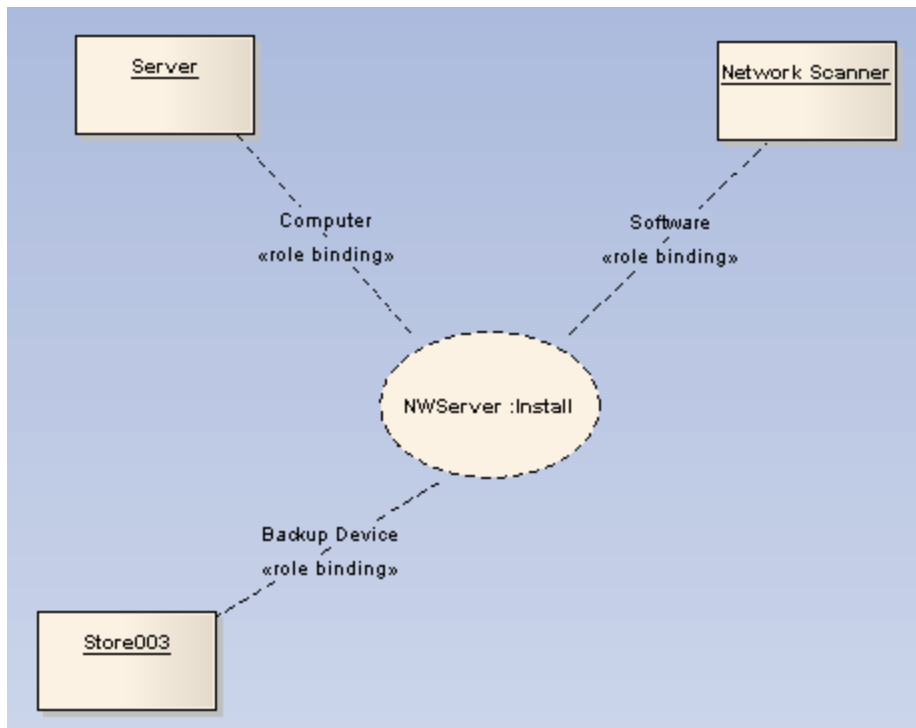 Server
Network Scanner
Computer
«role binding»
Software
«role binding»
NWServer :Install
Backup Device
«role binding»
Store003